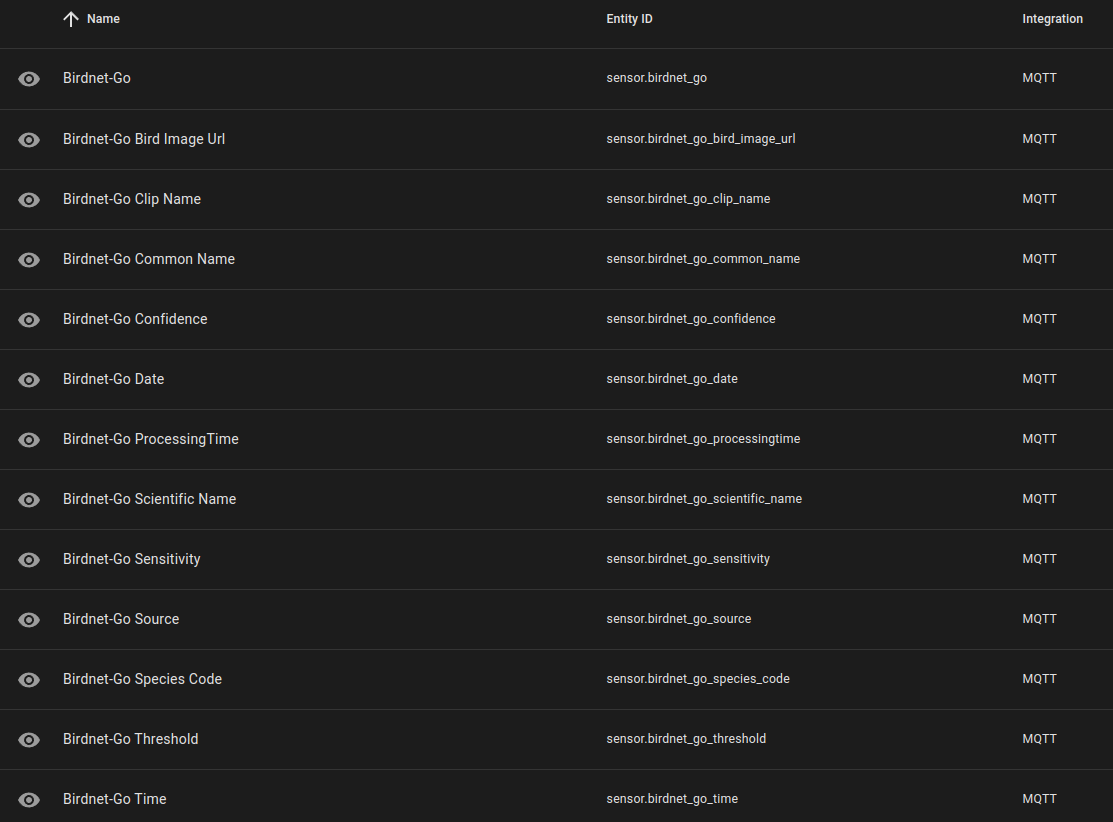 Name Entity ID Integration
Birdnet-Go sensor.birdnet_go MQTT
Birdnet-Go Bird Image Url sensor.birdnet_go_bird_image_url MQTT
Birdnet-Go Clip Name sensor.birdnet_go_clip_name MQTT
Birdnet-Go Common Name sensor.birdnet_go_common_name MQTT
Birdnet-Go Confidence sensor.birdnet_go_confidence MQTT
Birdnet-Go Date sensor.birdnet_go_date MQTT
Birdnet-Go ProcessingTime sensor.birdnet_go_processingtime MQTT
Birdnet-Go Scientific Name sensor.birdnet_go_scientific_name MQTT
Birdnet-Go Sensitivity sensor.birdnet_go_sensitivity MQTT
Birdnet-Go Source sensor.birdnet_go_source MQTT
Birdnet-Go Species Code sensor.birdnet_go_species_code MQTT
Birdnet-Go Threshold sensor.birdnet_go_threshold MQTT
Birdnet-Go Time sensor.birdnet_go_time MQTT